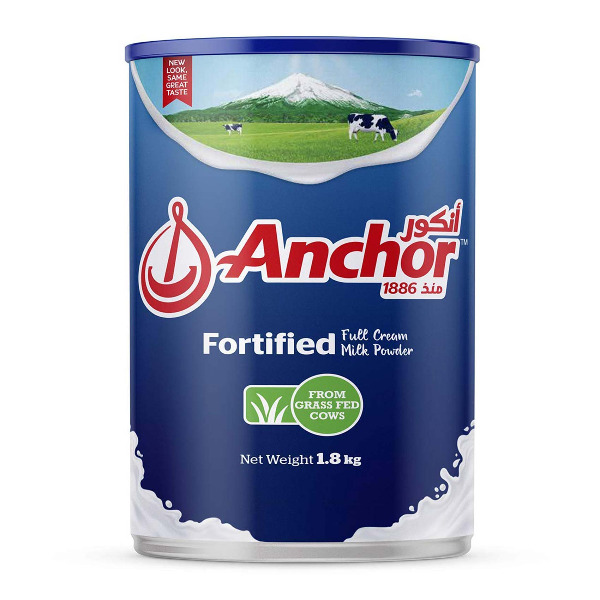 NEW
LOOK,
SAME
GREAT
TASTE
أنكور
Anchor™
منذ 1886
Fortified Full Cream
Milk Powder
FROM
GRASS FED
COWS
Net Weight 1.8 kg